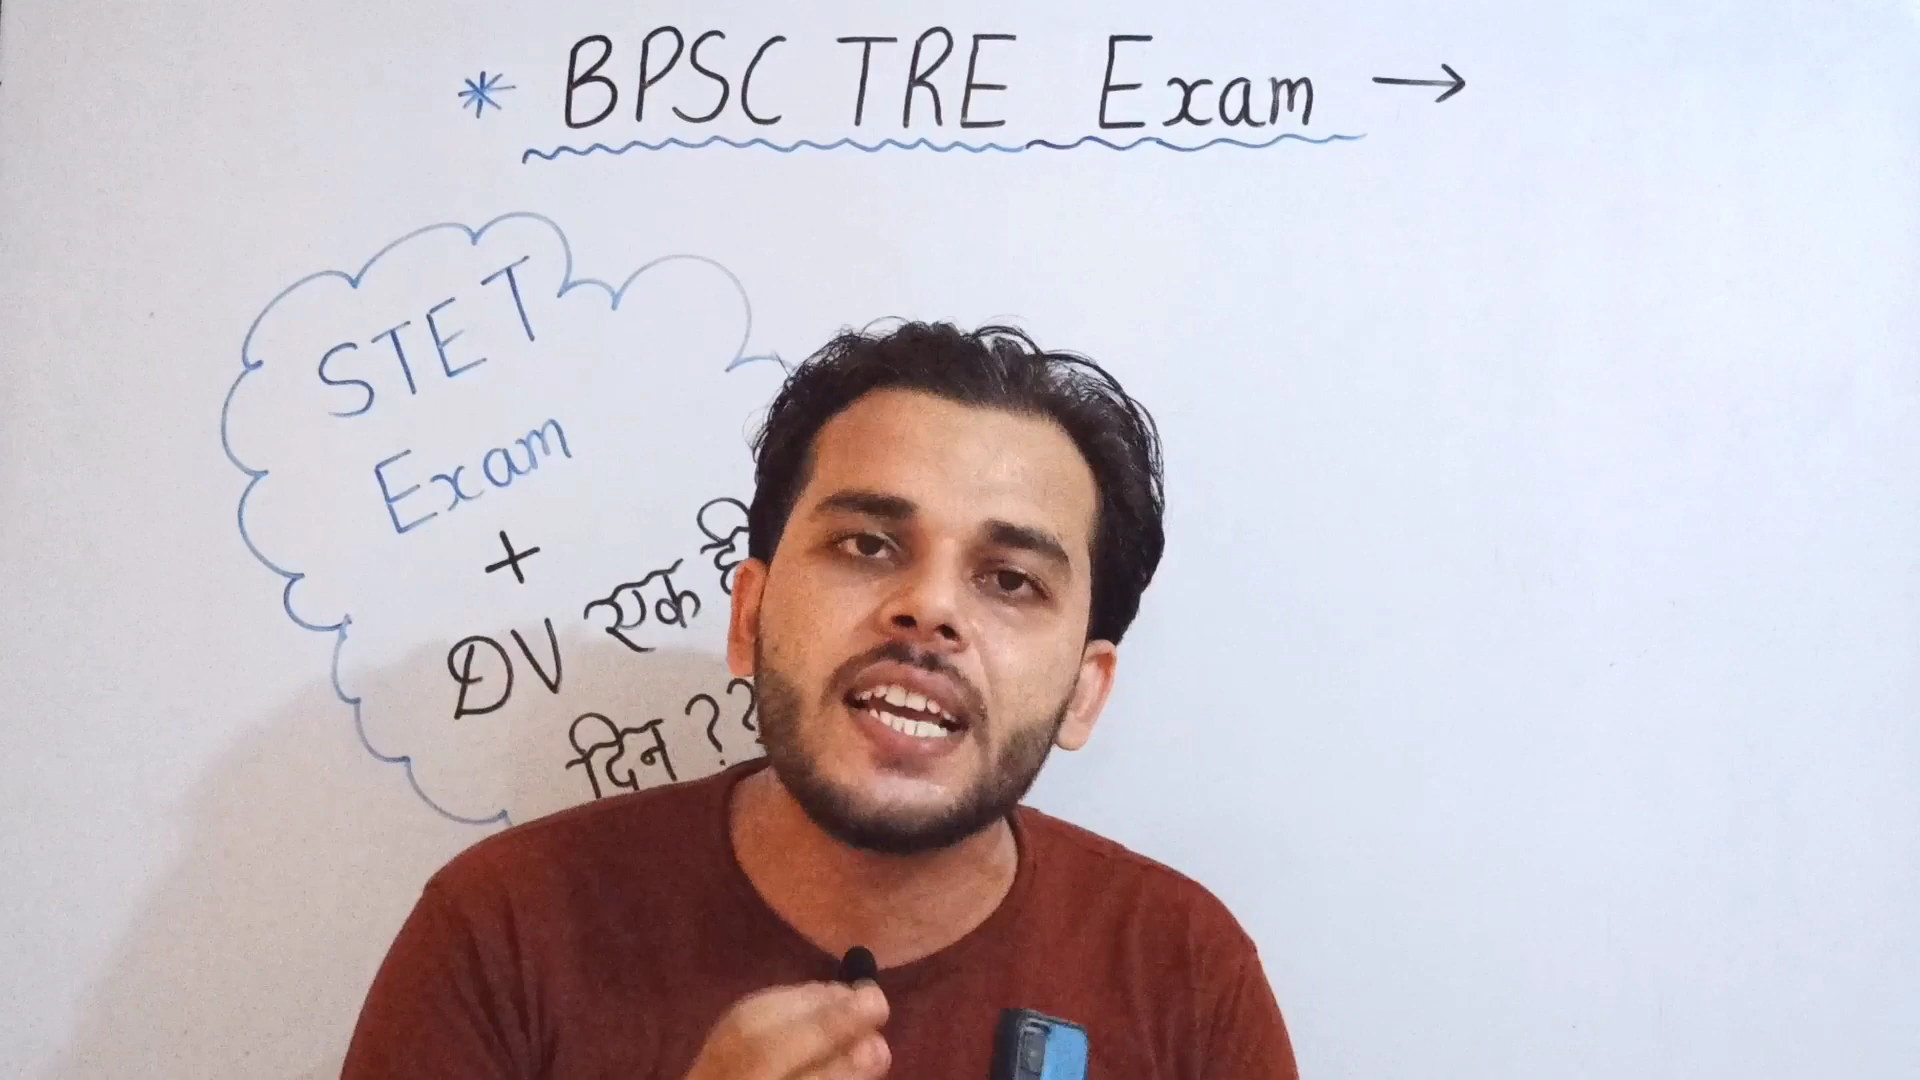 * BPSC TRE Exam →
STET
Exam
+
DV एक ही
दिन ??